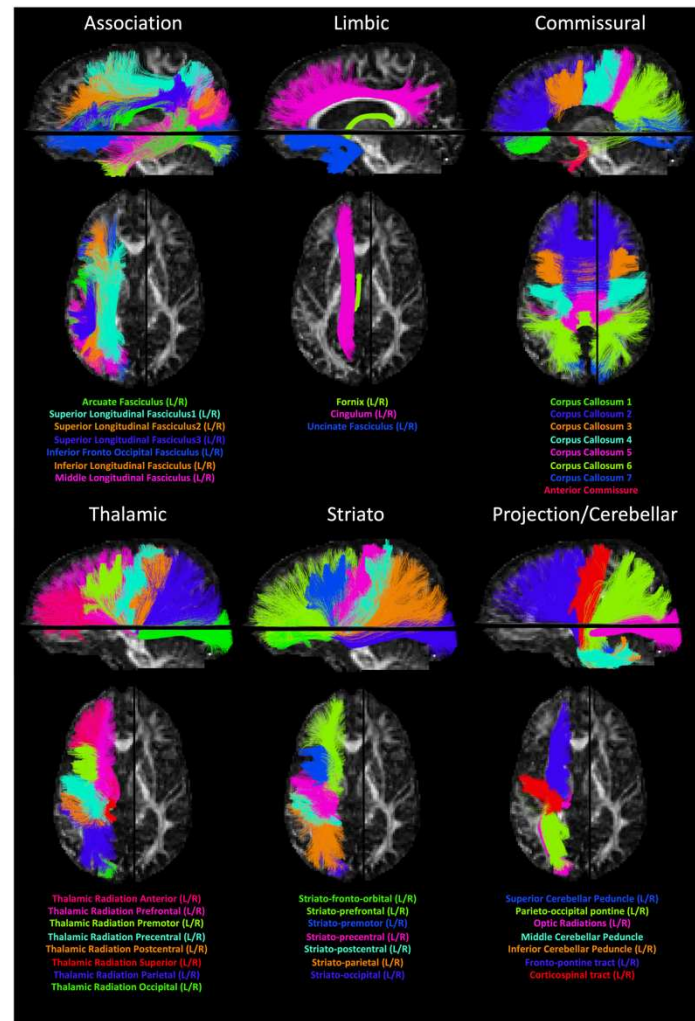 Association
Limbic
Commissural
Arcuate Fasciculus (L/R)
Superior Longitudinal Fasciculus1 (L/R)
Superior Longitudinal Fasciculus2 (L/R)
Superior Longitudinal Fasciculus3 (L/R)
Inferior Fronto Occipital Fasciculus (L/R)
Inferior Longitudinal Fasciculus (L/R)
Middle Longitudinal Fasciculus (L/R)
Fornix (L/R)
Cingulum (L/R)
Uncinate Fasciculus (L/R)
Corpus Callosum 1
Corpus Callosum 2
Corpus Callosum 3
Corpus Callosum 4
Corpus Callosum 5
Corpus Callosum 6
Corpus Callosum 7
Anterior Commissure
Thalamic
Striato
Projection/Cerebellar
Thalamic Radiation Anterior (L/R)
Thalamic Radiation Prefrontal (L/R)
Thalamic Radiation Premotor (L/R)
Thalamic Radiation Precentral (L/R)
Thalamic Radiation Postcentral (L/R)
Thalamic Radiation Superior (L/R)
Thalamic Radiation Parietal (L/R)
Thalamic Radiation Occipital (L/R)
Striato-fronto-orbital (L/R)
Striato-prefrontal (L/R)
Striato-premotor (L/R)
Striato-precentral (L/R)
Striato-postcentral (L/R)
Striato-parietal (L/R)
Striato-occipital (L/R)
Superior Cerebellar Peduncle (L/R)
Parieto-occipital pontine (L/R)
Optic Radiations (L/R)
Middle Cerebellar Peduncle
Inferior Cerebellar Peduncle (L/R)
Fronto-pontine tract (L/R)
Corticospinal tract (L/R)